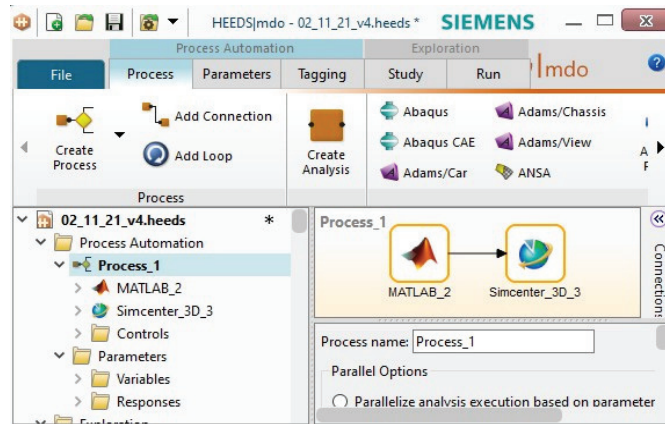 HEEDS|mdo - 02_11_21_v4.heeds * SIEMENS
Process Automation Exploration
File Process Parameters Tagging Study Run mdo
Create Process
Add Connection
Add Loop
Create Analysis
Abaqus Adams/Chassis
Abaqus CAE Adams/View
Adams/Car ANSA
Process
02_11_21_v4.heeds *
Process Automation
Process_1
MATLAB_2
Simcenter_3D_3
Controls
Parameters
Variables
Responses
Process_1
MATLAB_2 Simcenter_3D_3
Connections
Process name: Process_1
Parallel Options
Parallelize analysis execution based on parameter